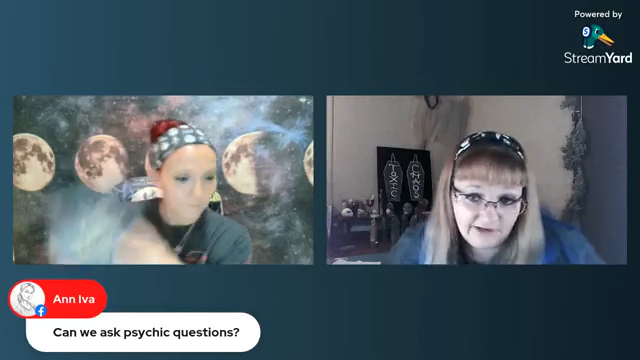 Powered by
StreamYard
TOXIC
CHAOS
Ann Iva
Can we ask psychic questions?